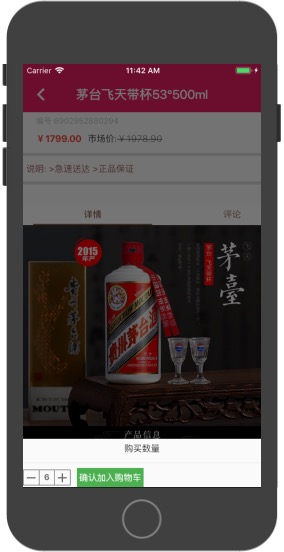 Carrier 11:42 AM
茅台飞天带杯53°500ml
编号:6902952880294
￥1399.00 市场价:￥1978.90
说明: >急速送达 >正品保证
详情 评论
2015
年产
茅臺
贵州茅台酒
MOUT
产品信息
购买数量
— 6 + 确认加入购物车